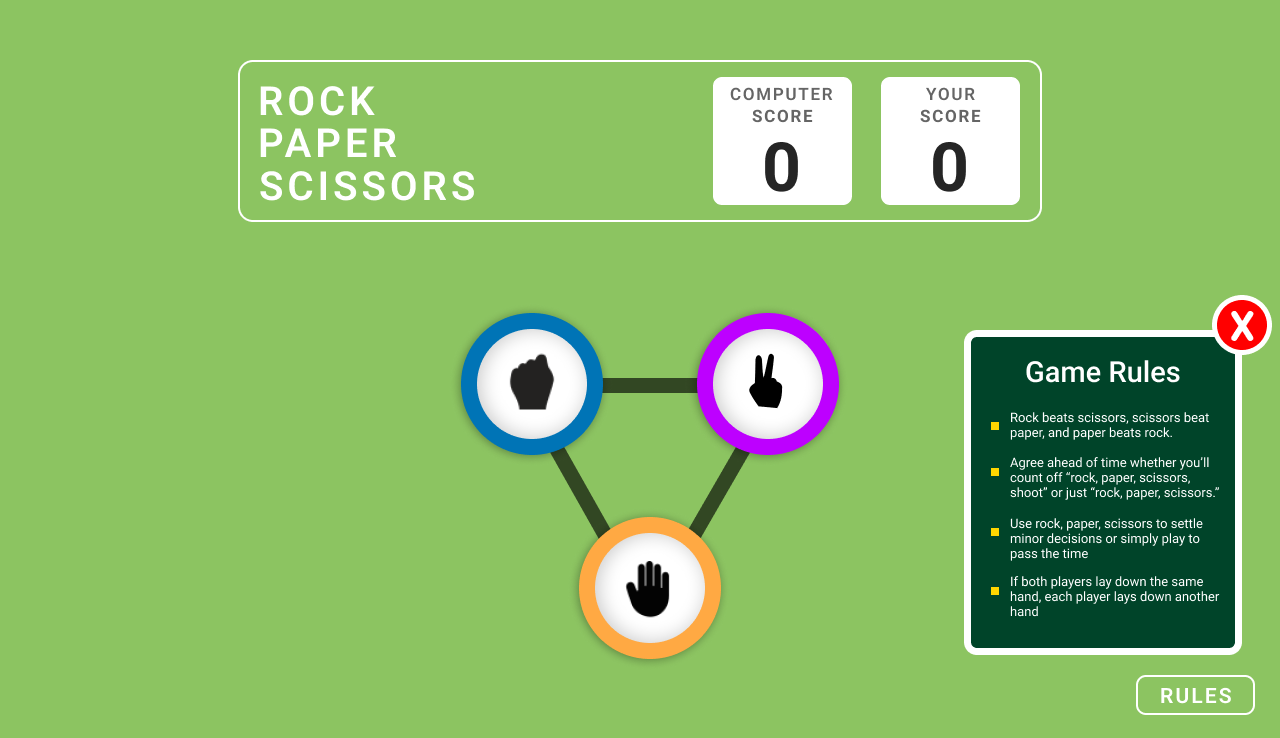 ROCK
PAPER
SCISSORS
COMPUTER
SCORE
0
YOUR
SCORE
0
X
Game Rules
Rock beats scissors, scissors beat
paper, and paper beats rock.
Agree ahead of time whether you’ll
count off “rock, paper, scissors,
shoot” or just “rock, paper, scissors.”
Use rock, paper, scissors to settle
minor decisions or simply play to
pass the time
If both players lay down the same
hand, each player lays down another
hand
RULES